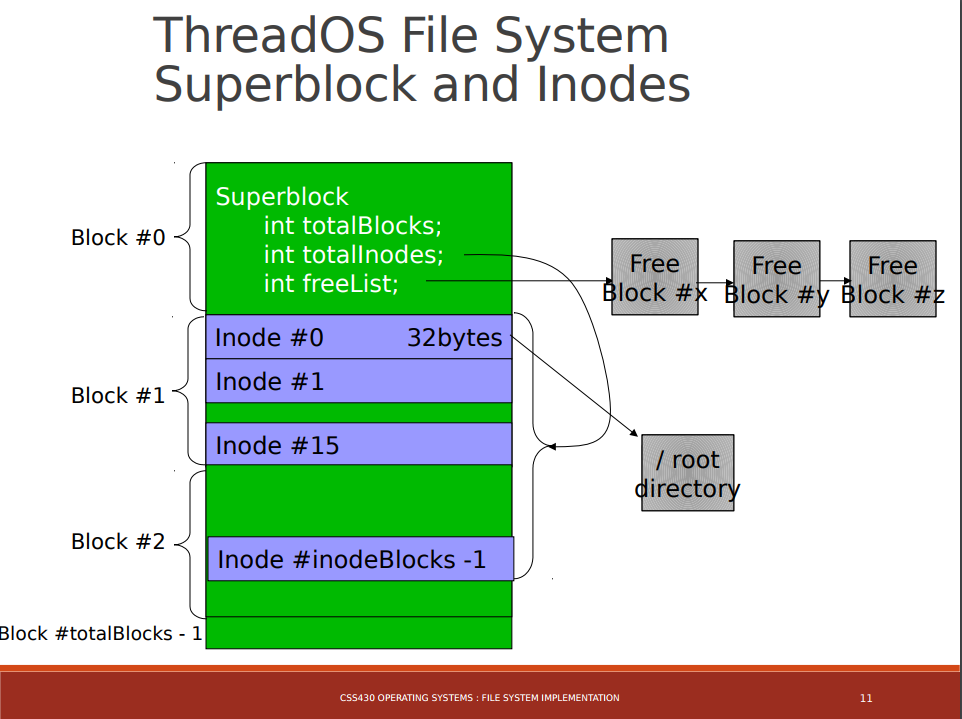 ThreadOS File System
Superblock and Inodes
Block #0
Superblock
int totalBlocks;
int totalInodes;
int freeList;
Free
Block #x
Free
Block #y
Free
Block #z
Block #1
Inode #0 32bytes
Inode #1
Inode #15
/ root
directory
Block #2
Inode #inodeBlocks -1
Block #totalBlocks - 1
CSS430 OPERATING SYSTEMS : FILE SYSTEM IMPLEMENTATION
11